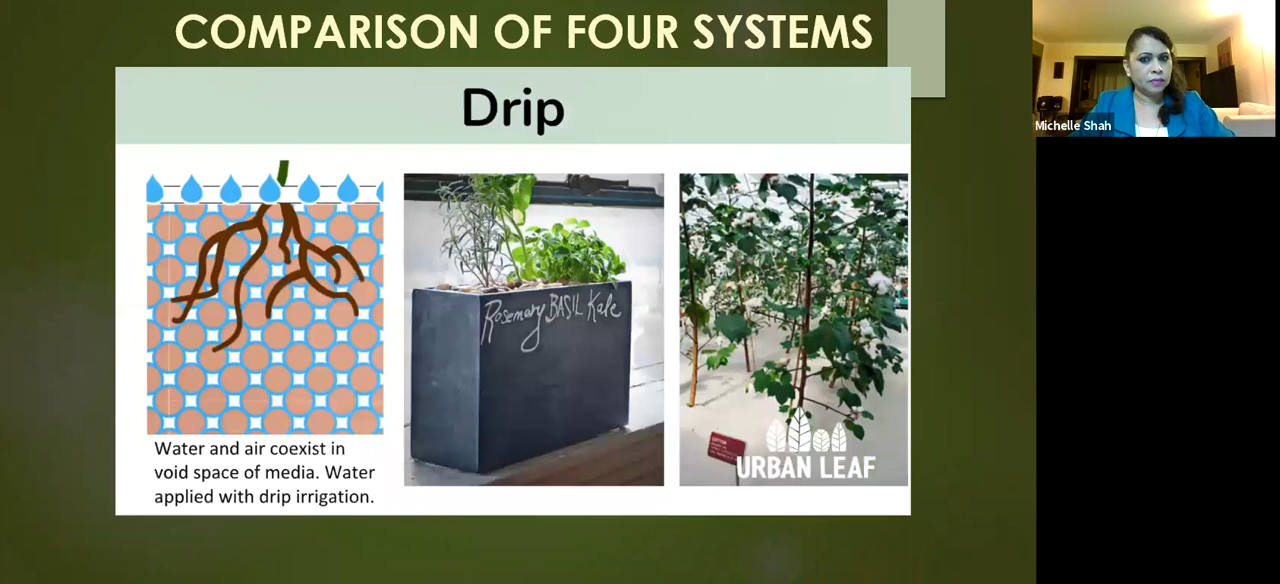 COMPARISON OF FOUR SYSTEMS
Drip
Rosemary BASIL Kale
Water and air coexist in
void space of media. Water
applied with drip irrigation.
COTTON
URBAN LEAF
Michelle Shah